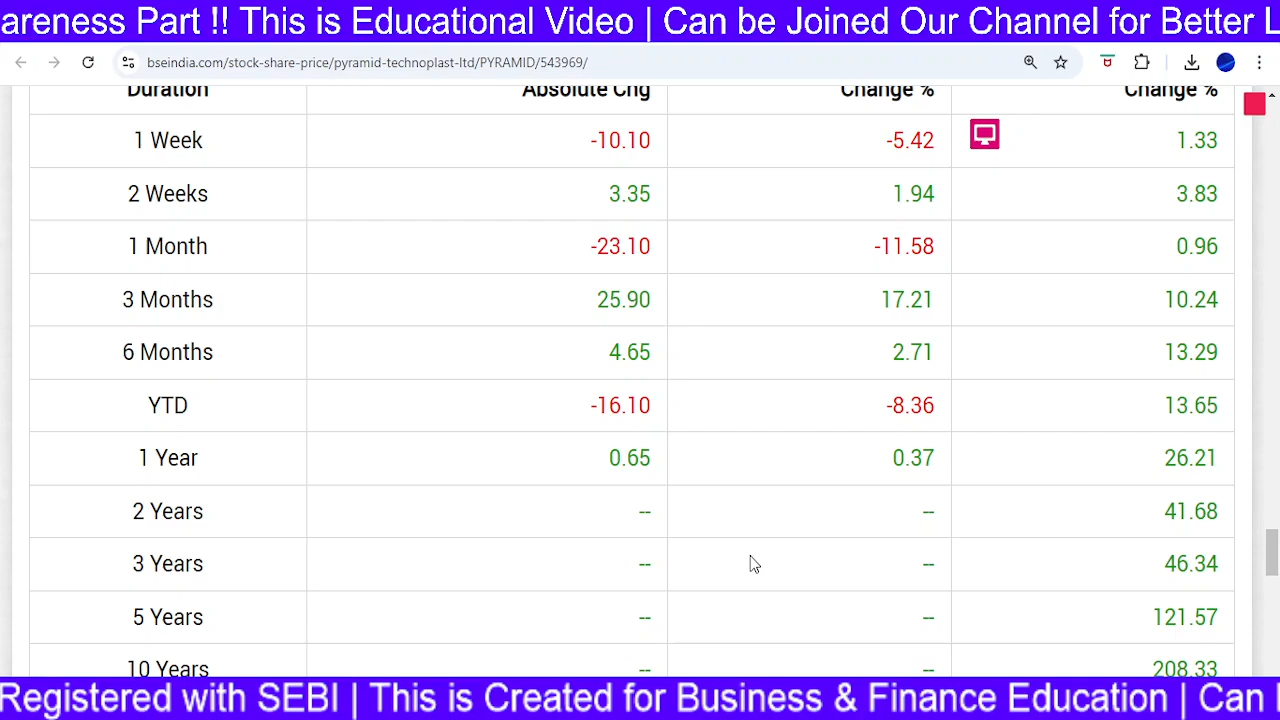 areness Part !! This is Educational Video | Can be Joined Our Channel for Better L
bseindia.com/stock-share-price/pyramid-technoplast-ltd/PYRAMID/543969/
Duration Absolute Chg Change % Change %
1 Week -10.10 -5.42 1.33
2 Weeks 3.35 1.94 3.83
1 Month -23.10 -11.58 0.96
3 Months 25.90 17.21 10.24
6 Months 4.65 2.71 13.29
YTD -16.10 -8.36 13.65
1 Year 0.65 0.37 26.21
2 Years -- -- 41.68
3 Years -- -- 46.34
5 Years -- -- 121.57
10 Years -- -- 208.33
Registered with SEBI | This is Created for Business & Finance Education | Can